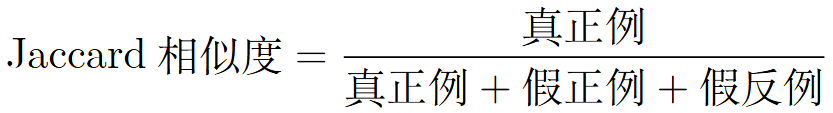 Jaccard 相似度 = 真正例 / 真正例 + 假正例 + 假反例